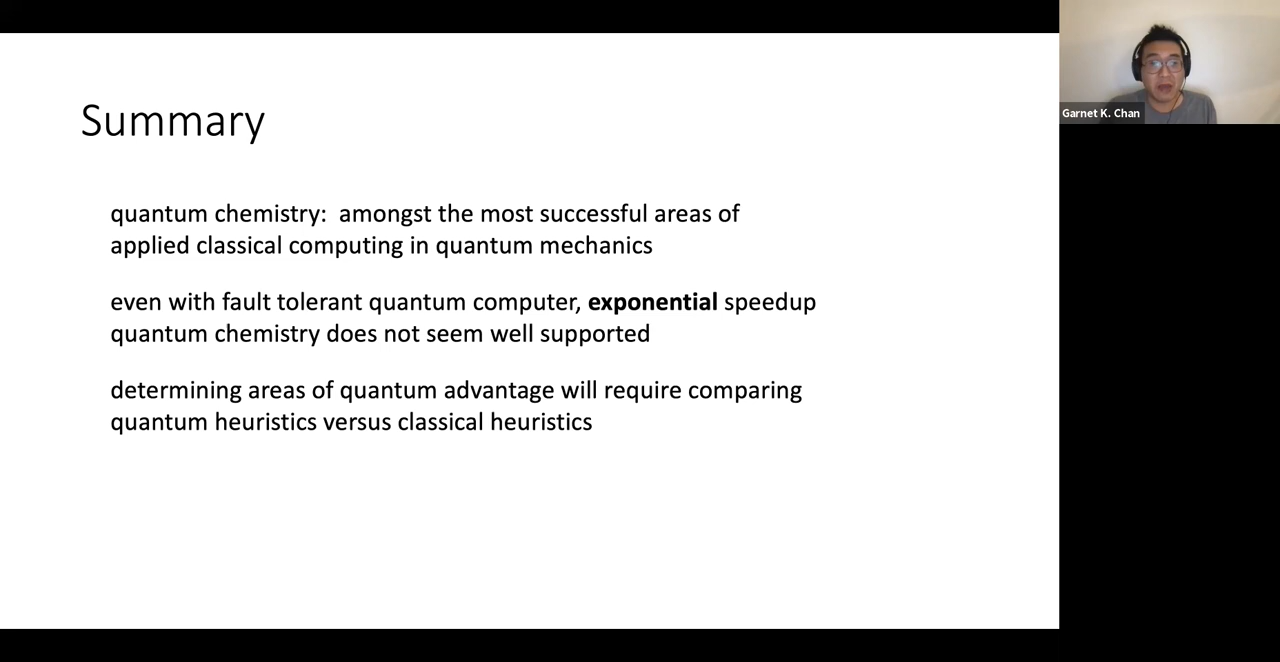 Summary
quantum chemistry:  amongst the most successful areas of
applied classical computing in quantum mechanics
even with fault tolerant quantum computer, exponential speedup
quantum chemistry does not seem well supported
determining areas of quantum advantage will require comparing
quantum heuristics versus classical heuristics
Garnet K. Chan